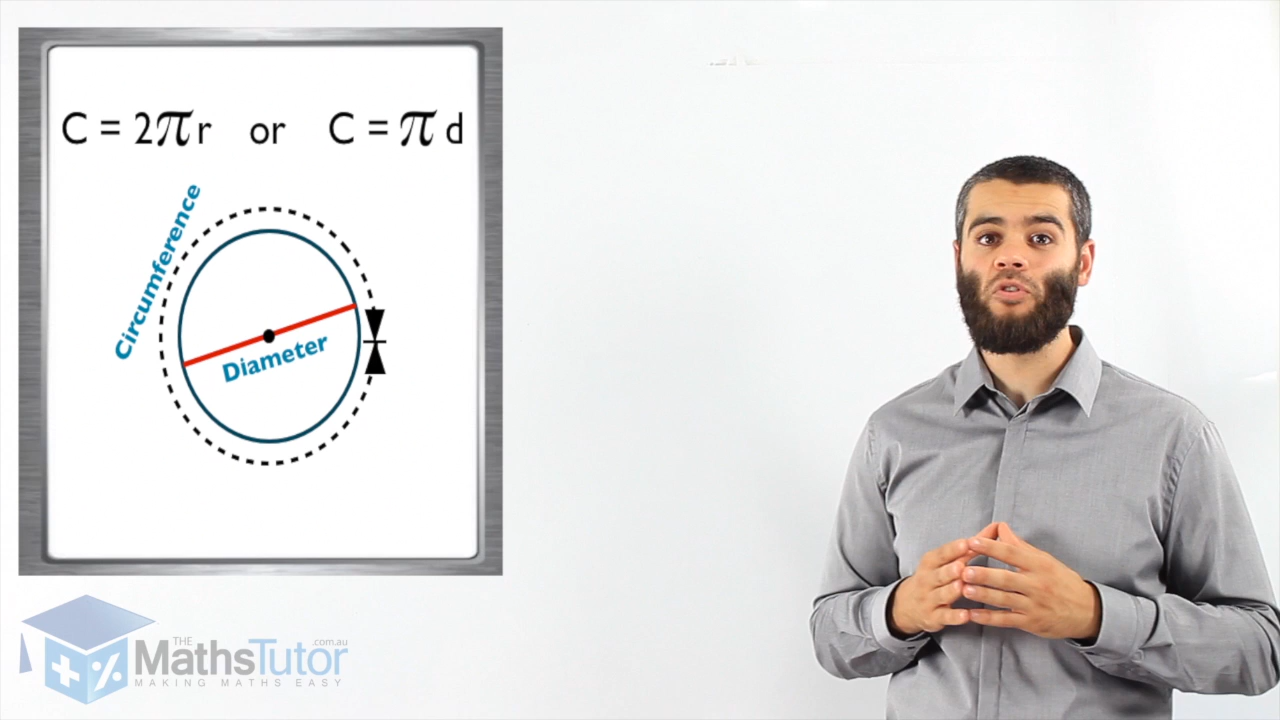 C = 2πr or C = πd
Circumference
Diameter
THE
MathsTutor
.com.au
MAKING MATHS EASY